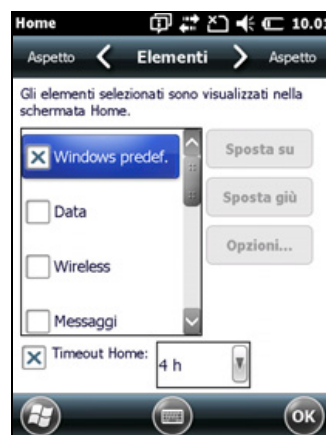 Home 10.01
Aspetto Elementi Aspetto
Gli elementi selezionati sono visualizzati nella
schermata Home.
Windows predef.
Sposta su
Data
Sposta giù
Wireless
Opzioni...
Messaggi
Timeout Home: 4 h
OK